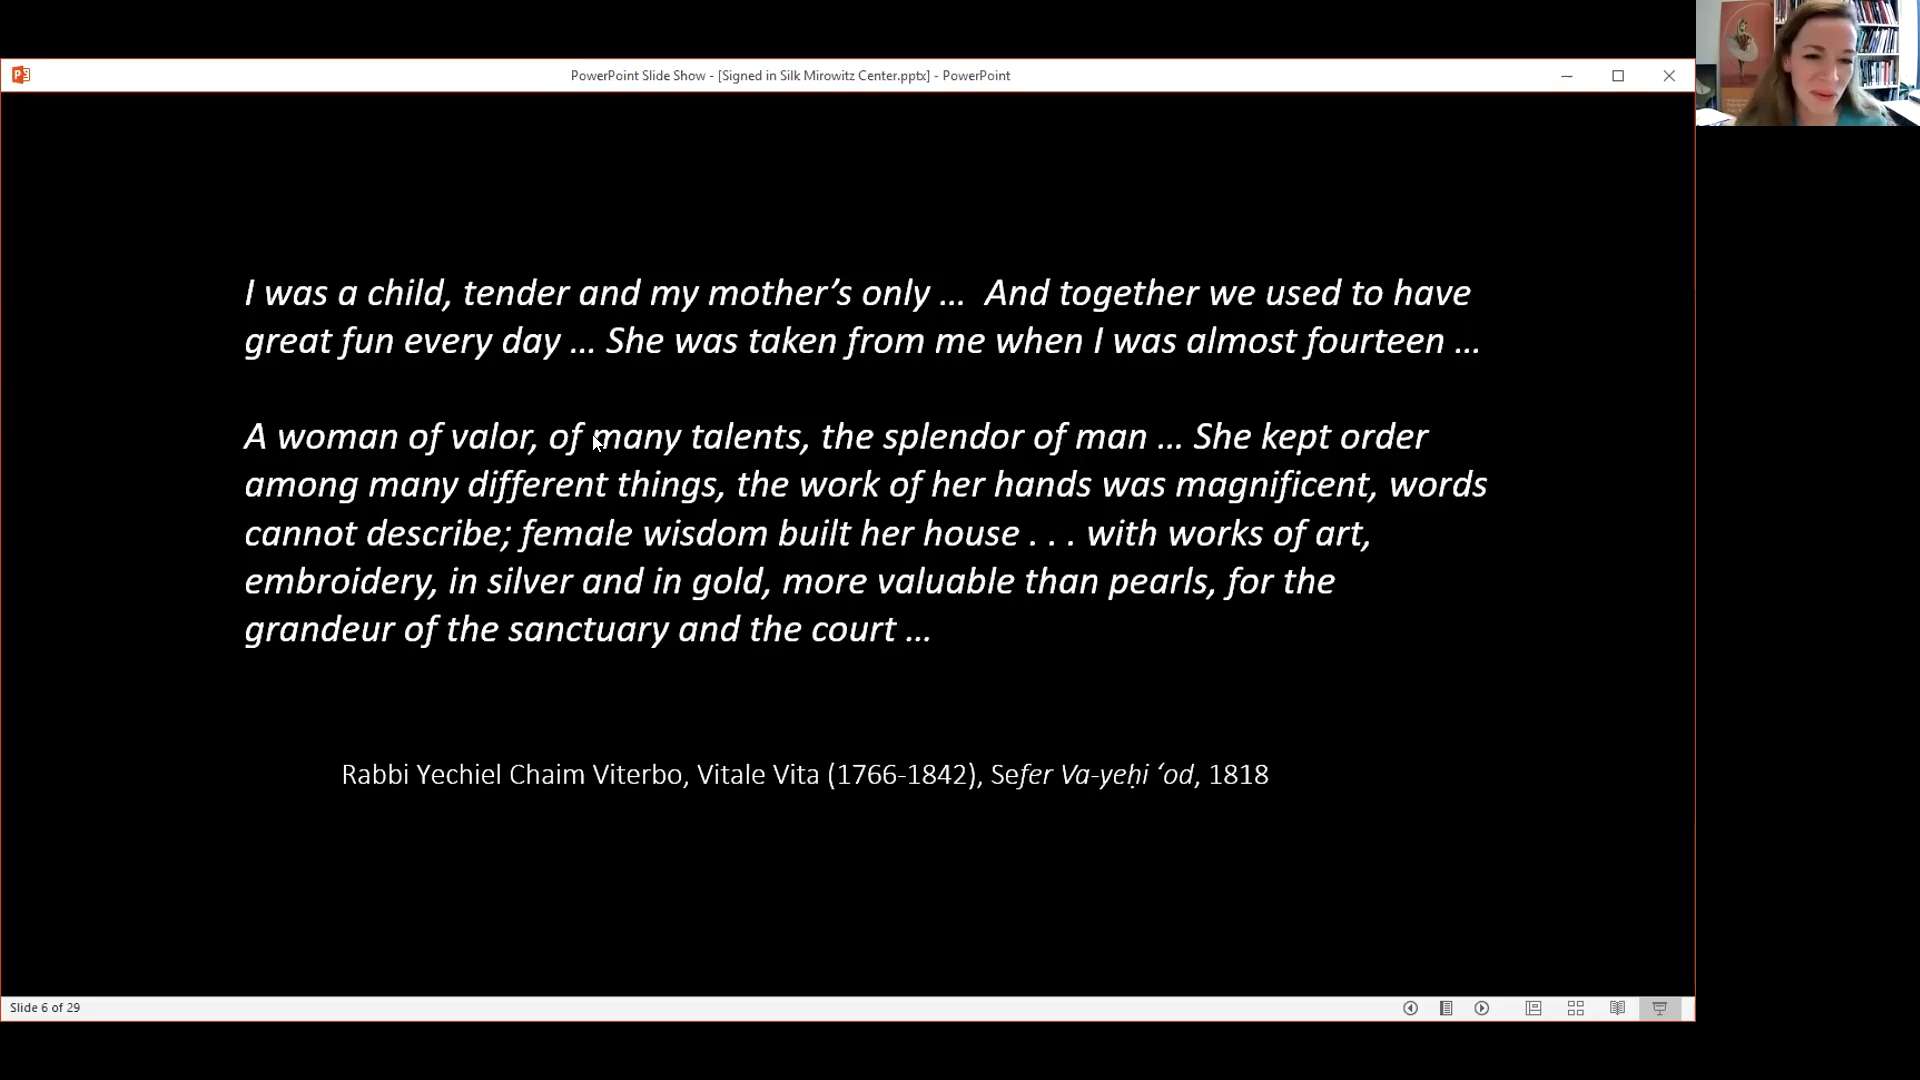 PowerPoint Slide Show - [Signed in Silk Mirowitz Center.pptx] - PowerPoint
I was a child, tender and my mother’s only … And together we used to have
great fun every day … She was taken from me when I was almost fourteen …
A woman of valor, of many talents, the splendor of man … She kept order
among many different things, the work of her hands was magnificent, words
cannot describe; female wisdom built her house . . . with works of art,
embroidery, in silver and in gold, more valuable than pearls, for the
grandeur of the sanctuary and the court …
Rabbi Yechiel Chaim Viterbo, Vitale Vita (1766-1842), Sefer Va-yeḥi ‘od, 1818
Slide 6 of 29